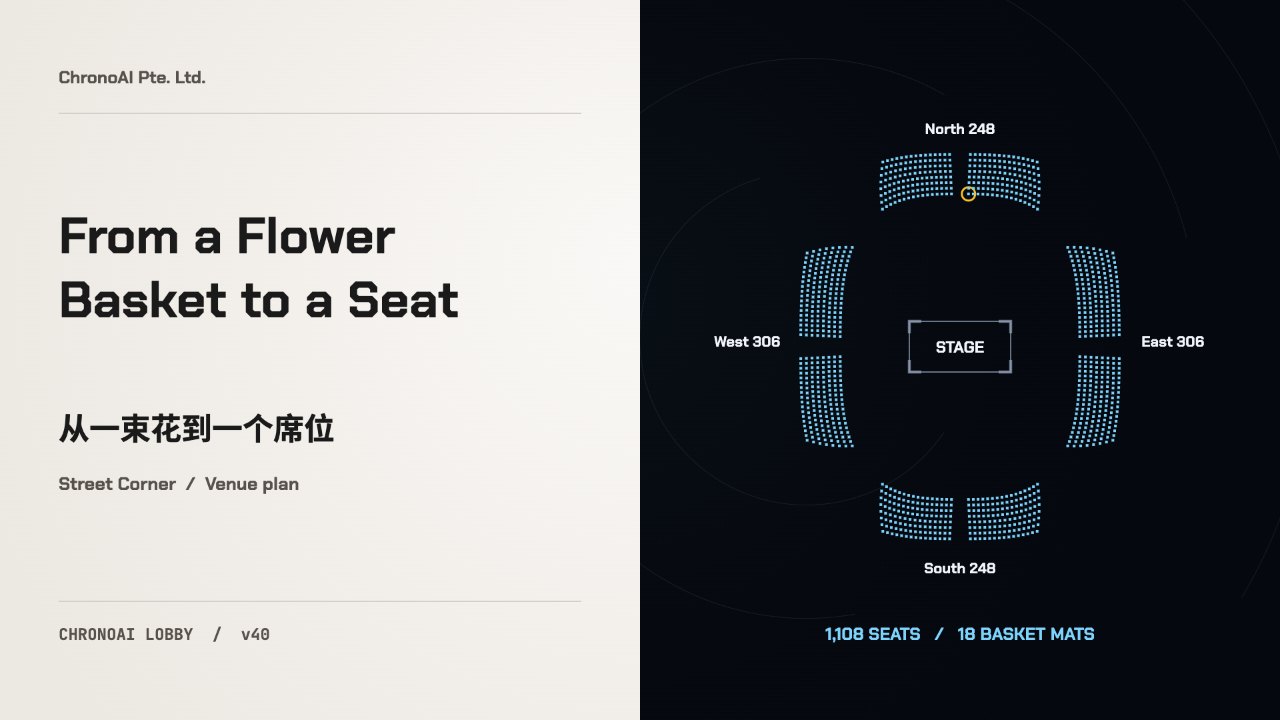 ChronoAI Pte. Ltd.
From a Flower
Basket to a Seat
从一束花到一个席位
Street Corner / Venue plan
CHRONOAI LOBBY / v40
North 248
West 306
STAGE
East 306
South 248
1,108 SEATS / 18 BASKET MATS